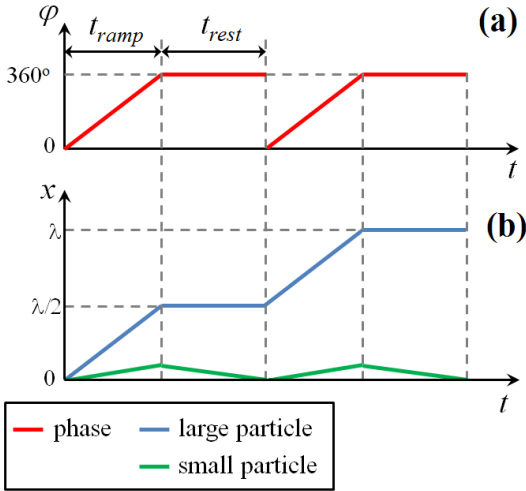 φ
t_ramp t_rest (a)
360º
0
t
x
(b)
λ
λ/2
0
t
phase large particle
small particle